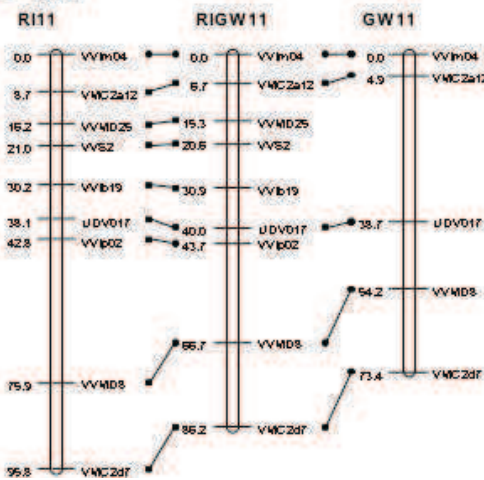 RI11 RIGW11 GW11
0.0 VVIm04 0.0 VVIm04 0.0 VVIm04
8.7 VMC2a12 6.7 VMC2a12 4.9 VMC2a12
16.2 VVMD25 15.3 VVMD25
21.0 VVS2 20.6 VVS2
30.2 VVIb19 30.9 VVIb19
38.1 UDV017 40.0 UDV017 38.7 UDV017
42.8 VVIp02 43.7 VVIp02
54.2 VVMD8
75.9 VVMD8 66.7 VVMD8
73.4 VMC2d7
95.8 VMC2d7 86.2 VMC2d7